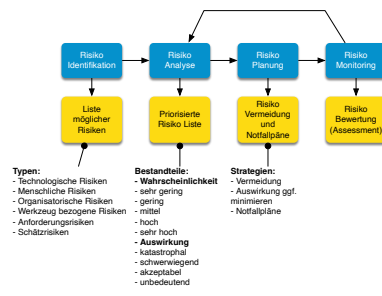 Risiko
Identifikation
Risiko
Analyse
Risiko
Planung
Risiko
Monitoring
Liste
möglicher
Risiken
Priorisierte
Risiko Liste
Risiko
Vermeidung
und
Notfallpäne
Risiko
Bewertung
(Assessment)
Typen:
- Technologische Risiken
- Menschliche Risiken
- Organisatorische Risiken
- Werkzeug bezogene Risiken
- Anforderungsrisiken
- Schätzrisiken
Bestandteile:
- Wahrscheinlichkeit
- sehr gering
- gering
- mittel
- hoch
- sehr hoch
- Auswirkung
- katastrophal
- schwerwiegend
- akzeptabel
- unbedeutend
Strategien:
- Vermeidung
- Auswirkung ggf.
minimieren
- Notfallpäne